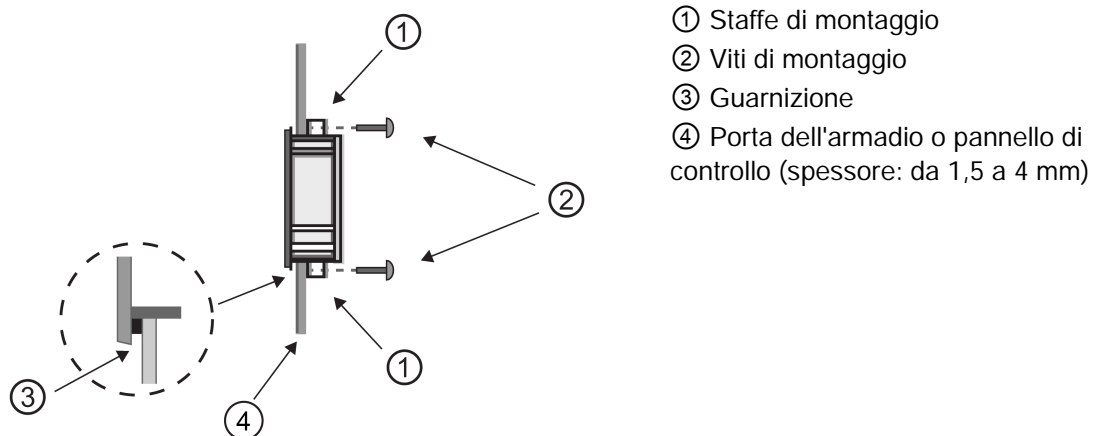 ① Staffe di montaggio
② Viti di montaggio
③ Guarnizione
④ Porta dell'armadio o pannello di
controllo (spessore: da 1,5 a 4 mm)
①
②
①
③
④